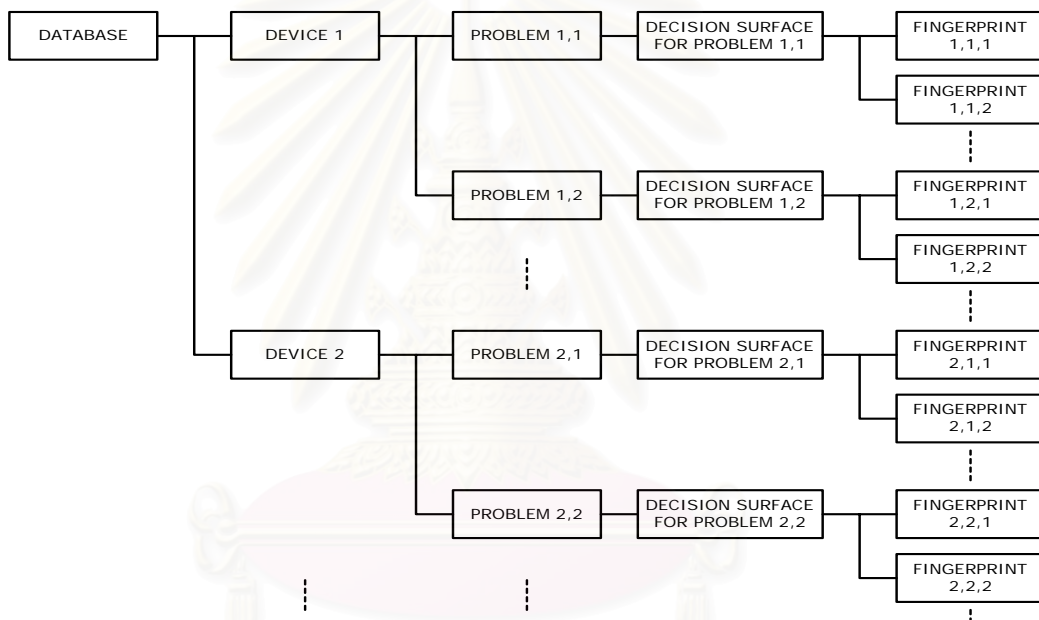 DATABASE
DEVICE 1
PROBLEM 1,1
DECISION SURFACE
FOR PROBLEM 1,1
FINGERPRINT
1,1,1
FINGERPRINT
1,1,2
PROBLEM 1,2
DECISION SURFACE
FOR PROBLEM 1,2
FINGERPRINT
1,2,1
FINGERPRINT
1,2,2
DEVICE 2
PROBLEM 2,1
DECISION SURFACE
FOR PROBLEM 2,1
FINGERPRINT
2,1,1
FINGERPRINT
2,1,2
PROBLEM 2,2
DECISION SURFACE
FOR PROBLEM 2,2
FINGERPRINT
2,2,1
FINGERPRINT
2,2,2